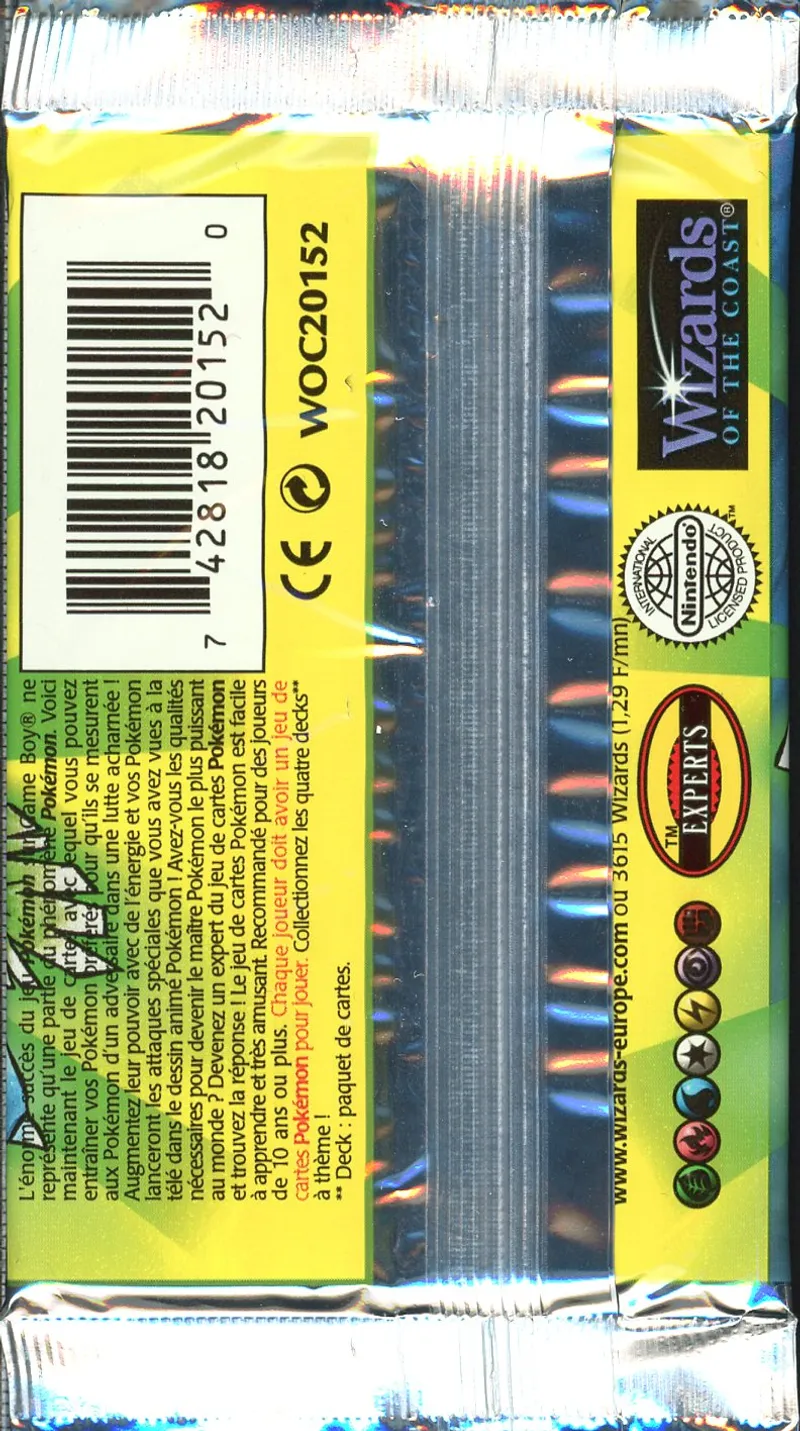 L'énorme succès du jeu Pokémon sur Game Boy® ne
représente qu'une partie du phénomène Pokémon. Voici
maintenant le jeu de cartes avec lequel vous pouvez
entraîner vos Pokémon préférés pour qu'ils se mesurent
aux Pokémon d'un adversaire dans une lutte acharnée !
Augmentez leur pouvoir avec de l'énergie et vos Pokémon
lanceront les attaques spéciales que vous avez vues à la
télé dans le dessin animé Pokémon ! Avez-vous les qualités
nécessaires pour devenir le maître Pokémon le plus puissant
au monde ? Devenez un expert du jeu de cartes Pokémon
et trouvez la réponse ! Le jeu de cartes Pokémon est facile
à apprendre et très amusant. Recommandé pour des joueurs
de 10 ans ou plus. Chaque joueur doit avoir un jeu de
cartes Pokémon pour jouer. Collectionnez les quatre decks**
à thème !
** Deck : paquet de cartes.
7 42818 20152 0
CE WOC20152
www.wizards-europe.com ou 3615 Wizards (1,29 F/mn)
TM
EXPERTS
INTERNATIONAL
Nintendo®
LICENSED PRODUCT
TM
Wizards
OF THE COAST®